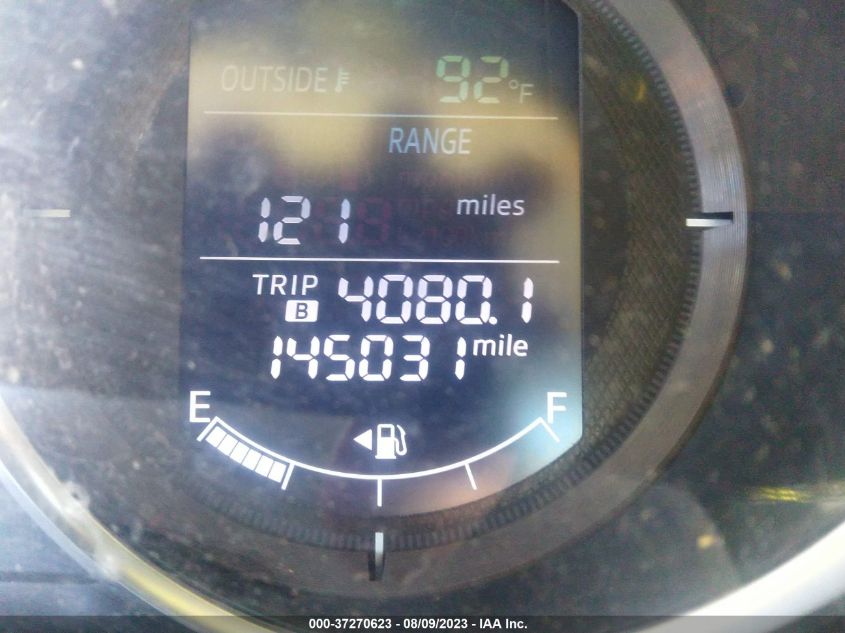 OUTSIDE 92°F
RANGE
121 miles
TRIP B 4080.1
145031 mile
E F
000-37270623 - 08/09/2023 - IAA Inc.